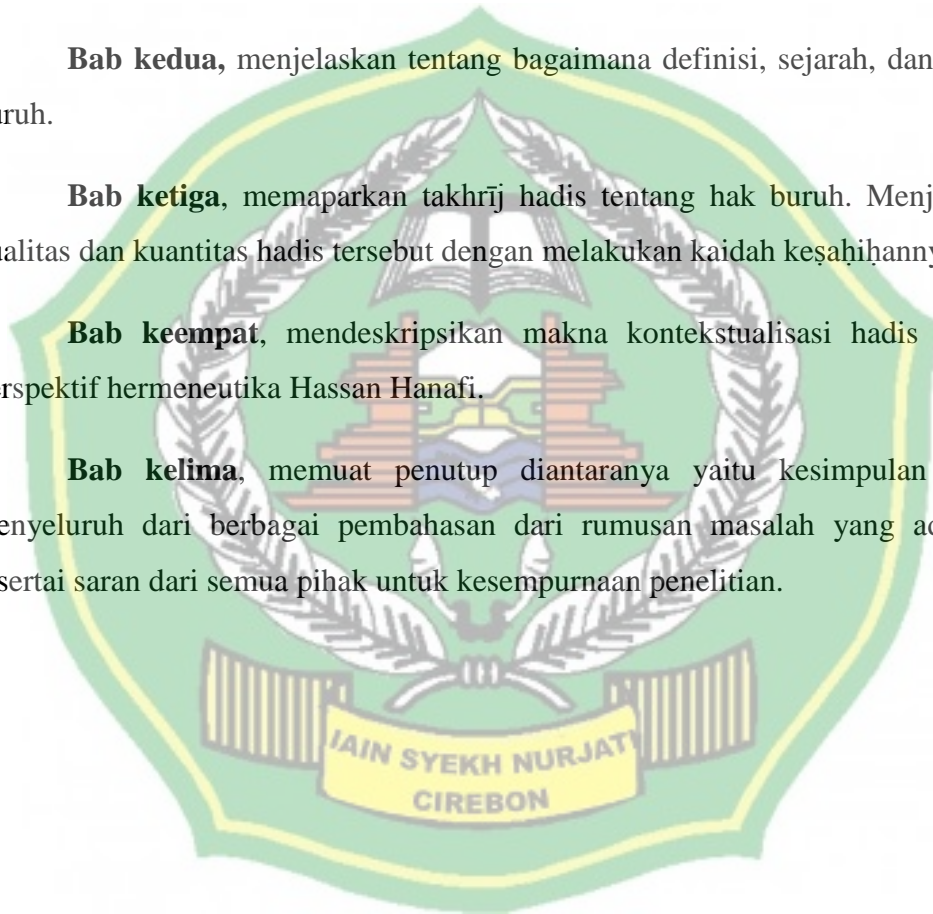 Bab kedua, menjelaskan tentang bagaimana definisi, sejarah, dan
uruh.
Bab ketiga, memaparkan takhrīj hadis tentang hak buruh. Menj
ualitas dan kuantitas hadis tersebut dengan melakukan kaidah keṣaḥiḥanny
Bab keempat, mendeskripsikan makna kontekstualisasi hadis
erspektif hermeneutika Hassan Hanafi.
Bab kelima, memuat penutup diantaranya yaitu kesimpulan
enyeluruh dari berbagai pembahasan dari rumusan masalah yang ac
sertai saran dari semua pihak untuk kesempurnaan penelitian.
IAIN SYEKH NURJATI
CIREBON